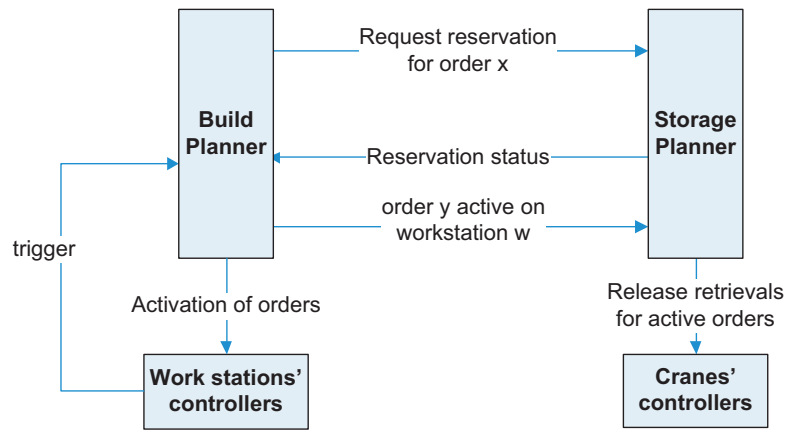 Request reservation
for order x
Build
Planner
Storage
Planner
Reservation status
order y active on
workstation w
trigger
Activation of orders
Release retrievals
for active orders
Work stations’
controllers
Cranes’
controllers